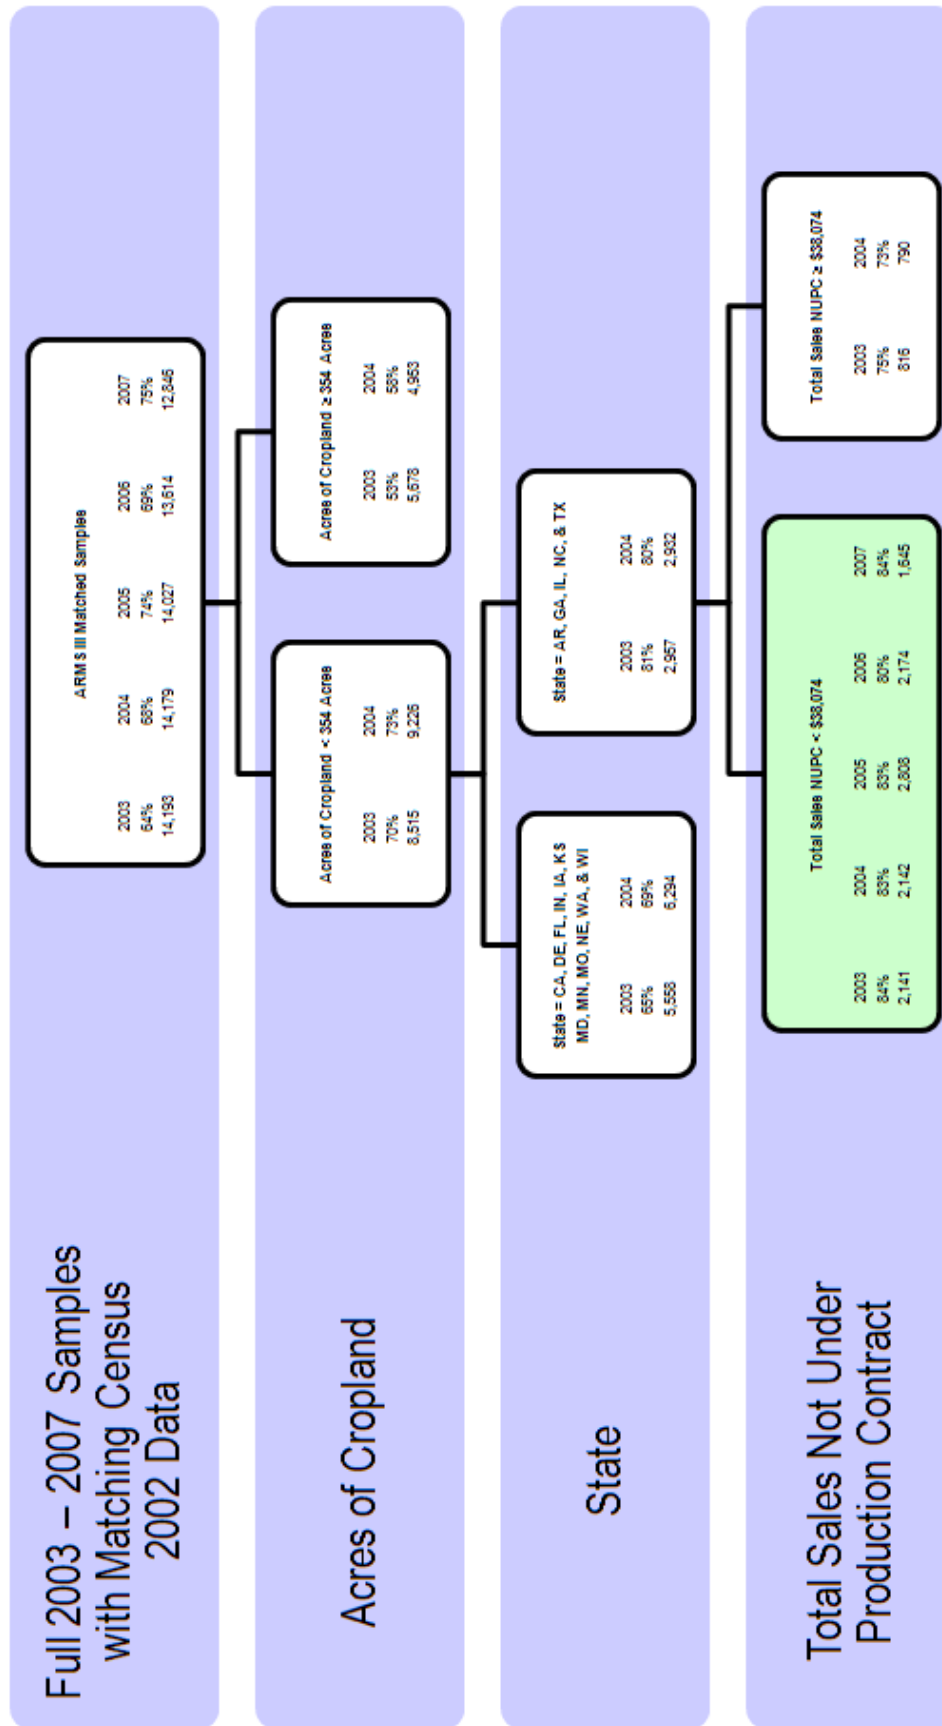 Full 2003 – 2007 Samples
with Matching Census
2002 Data
ARMS III Matched Samples
2003 2004 2005 2006 2007
64% 68% 74% 69% 75%
14,193 14,179 14,027 13,614 12,846
Acres of Cropland
Acres of Cropland < 354 Acres
2003 2004
70% 73%
8,515 9,226
Acres of Cropland ≥ 354 Acres
2003 2004
53% 58%
5,678 4,953
State
State = CA, DE, FL, IN, IA, KS
MD, MN, MO, NE, WA, & WI
2003 2004
65% 69%
5,558 6,294
State = AR, GA, IL, NC, & TX
2003 2004
81% 80%
2,957 2,932
Total Sales Not Under
Production Contract
Total Sales NUPC < $38,074
2003 2004 2005 2006 2007
84% 83% 83% 80% 84%
2,141 2,142 2,808 2,174 1,645
Total Sales NUPC ≥ $38,074
2003 2004
75% 73%
816 790